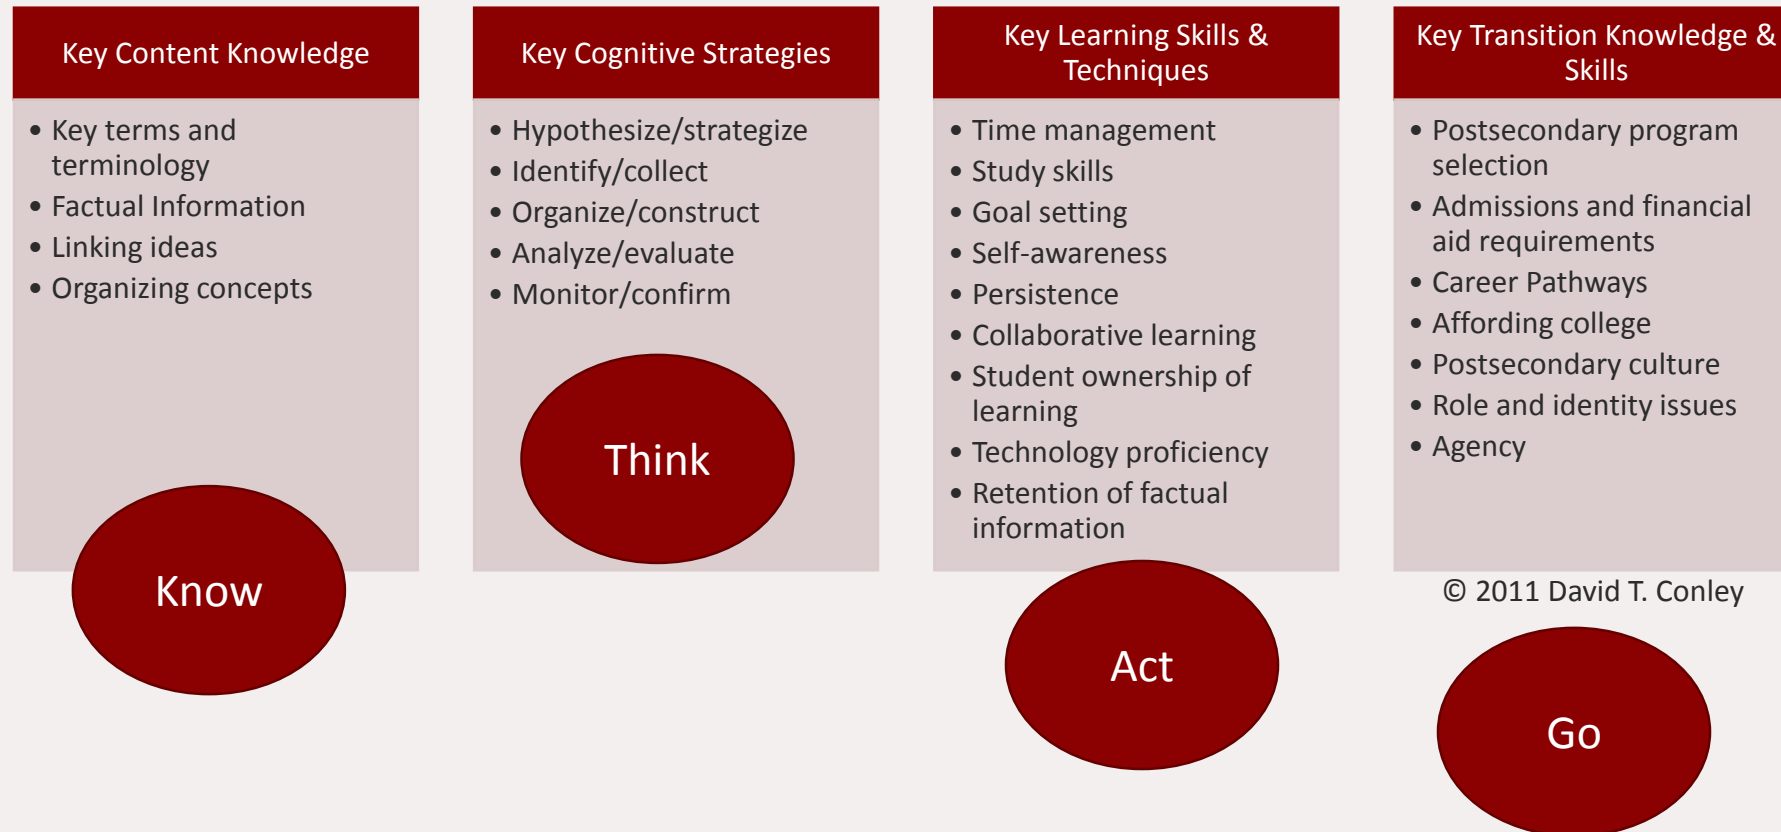 Key Content Knowledge
• Key terms and
terminology
• Factual Information
• Linking ideas
• Organizing concepts
Know
Key Cognitive Strategies
• Hypothesize/strategize
• Identify/collect
• Organize/construct
• Analyze/evaluate
• Monitor/confirm
Think
Key Learning Skills &
Techniques
• Time management
• Study skills
• Goal setting
• Self-awareness
• Persistence
• Collaborative learning
• Student ownership of
learning
• Technology proficiency
• Retention of factual
information
Act
Key Transition Knowledge &
Skills
• Postsecondary program
selection
• Admissions and financial
aid requirements
• Career Pathways
• Affording college
• Postsecondary culture
• Role and identity issues
• Agency
© 2011 David T. Conley
Go